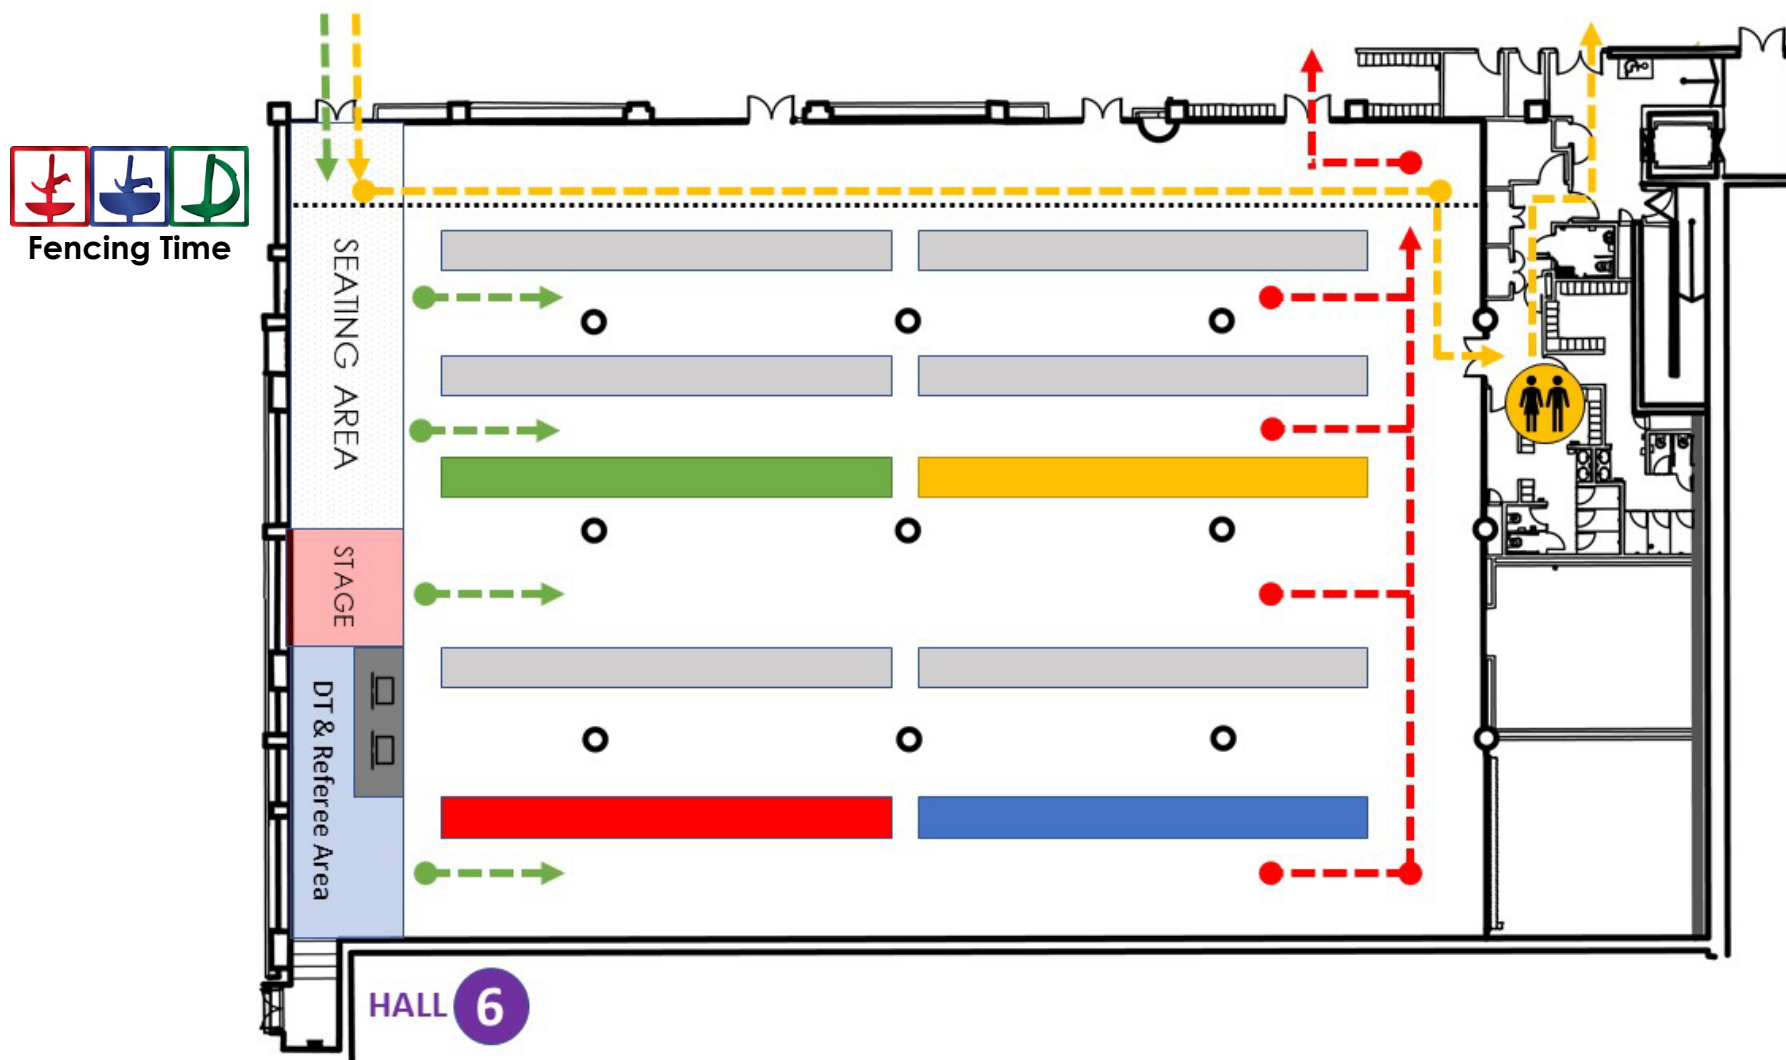 Fencing Time
SEATING AREA
STAGE
DT & Referee Area
HALL 6